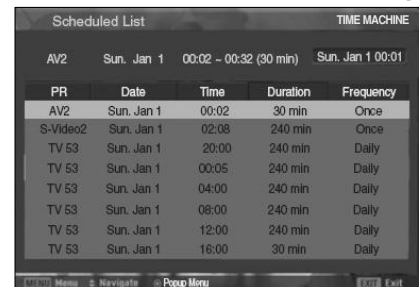 Scheduled List TIME MACHINE
AV2 Sun. Jan 1 00:02 ~ 00:32 (30 min) Sun. Jan 1 00:01
PR Date Time Duration Frequency
AV2 Sun. Jan 1 00:02 30 min Once
S-Video2 Sun. Jan 1 02:08 240 min Once
TV 53 Sun. Jan 1 20:00 240 min Daily
TV 53 Sun. Jan 1 00:05 240 min Daily
TV 53 Sun. Jan 1 04:00 240 min Daily
TV 53 Sun. Jan 1 08:00 240 min Daily
TV 53 Sun. Jan 1 12:00 240 min Daily
TV 53 Sun. Jan 1 16:00 30 min Daily
MENU Menu Navigate Popup Menu EXIT Exit